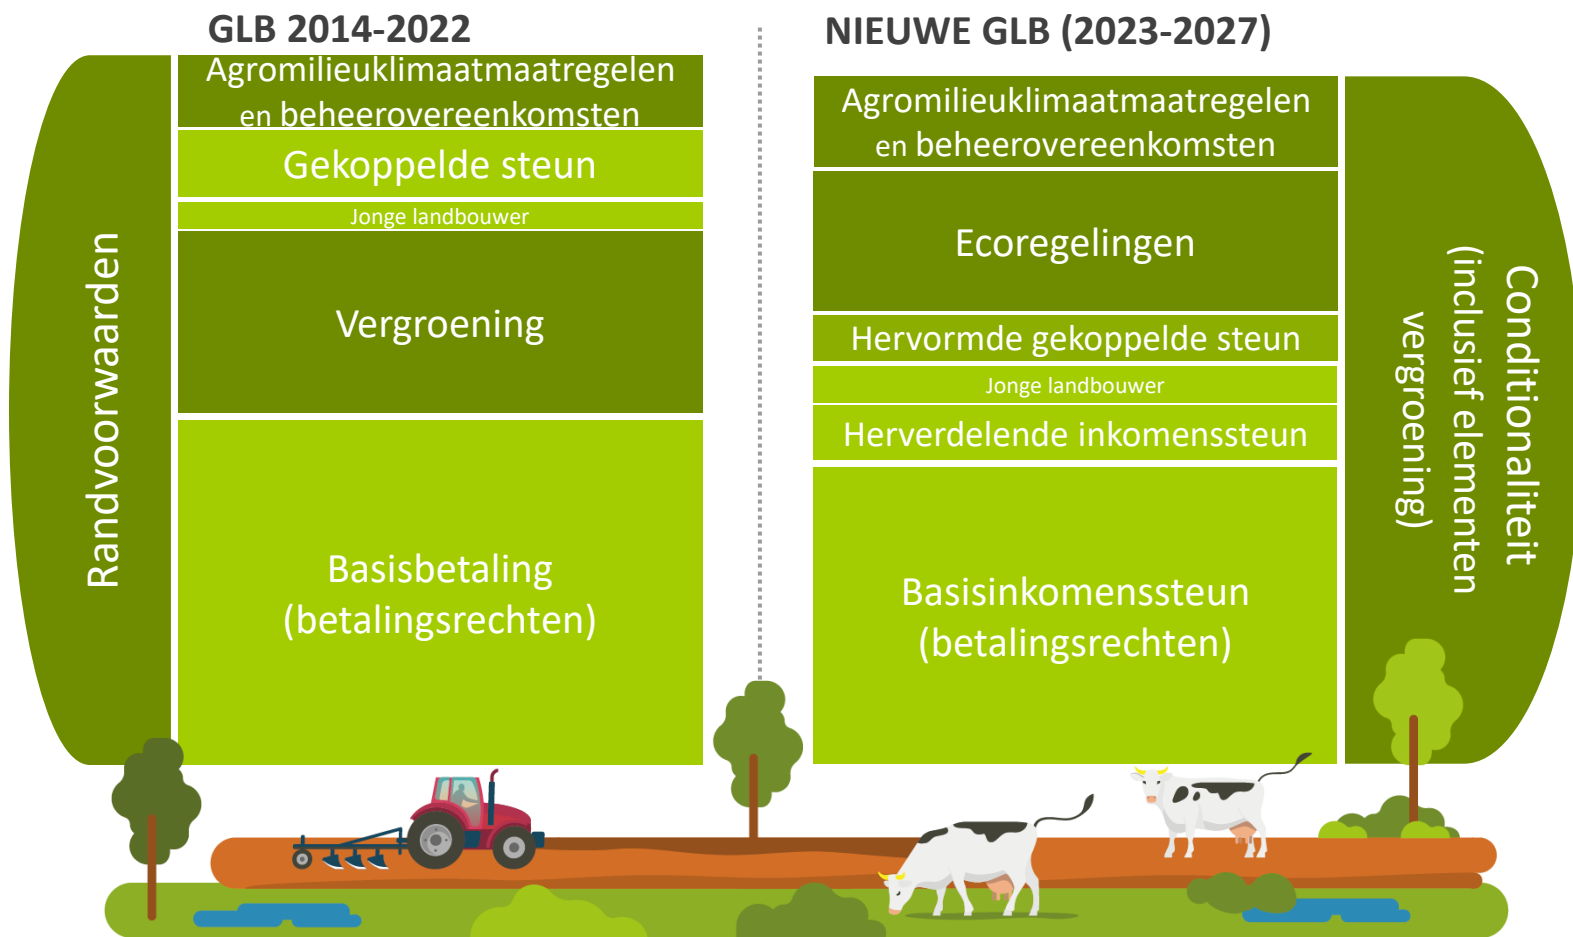 GLB 2014-2022
Agromilieuklimaatmaatregelen
en beheerovereenkomsten
Gekoppelde steun
Jonge landbouwer
Vergroening
Basisbetaling
(betalingsrechten)
Randvoorwaarden
NIEUWE GLB (2023-2027)
Agromilieuklimaatmaatregelen
en beheerovereenkomsten
Ecoregelingen
Hervormde gekoppelde steun
Jonge landbouwer
Herverdelende inkomenssteun
Basisinkomenssteun
(betalingsrechten)
Conditionaliteit
(inclusief elementen
vergroening)